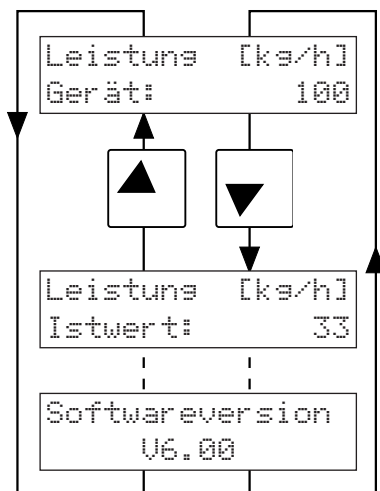 Leistung [kg/h]
Gerät: 100
Leistung [kg/h]
Istwert: 33
Softwareversion
V6.00